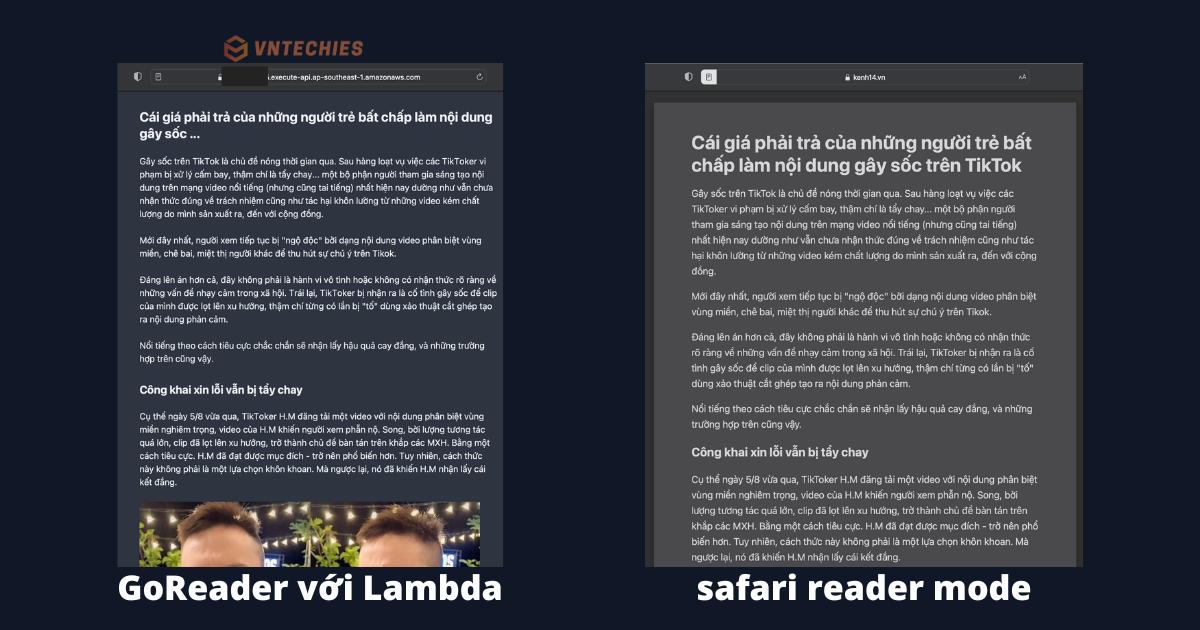 VNTECHIES
.execute-api.ap-southeast-1.amazonaws.com
Cái giá phải trả của những người trẻ bất chấp làm nội dung
gây sốc ...
Gây sốc trên TikTok là chủ đề nóng thời gian qua. Sau hàng loạt vụ việc các TikToker vi
phạm bị xử lý cấm bay, thậm chí là tẩy chay... một bộ phận người tham gia sáng tạo nội
dung trên mạng video nổi tiếng (nhưng cũng tai tiếng) nhất hiện nay dường như vẫn chưa
nhận thức đúng về trách nhiệm cũng như tác hại khôn lường từ những video kém chất
lượng do mình sản xuất ra, đến với cộng đồng.
Mới đây nhất, người xem tiếp tục bị "ngộ độc" bởi dạng nội dung video phân biệt vùng
miền, chê bai, miệt thị người khác để thu hút sự chú ý trên Tikok.
Đáng lên án hơn cả, đây không phải là hành vi vô tình hoặc không có nhận thức rõ ràng về
những vấn đề nhạy cảm trong xã hội. Trái lại, TikToker bị nhận ra là cố tình gây sốc để clip
của mình được lọt lên xu hướng, thậm chí từng có lần bị "tố" dùng xảo thuật cắt ghép tạo
ra nội dung phản cảm.
Nổi tiếng theo cách tiêu cực chắc chắn sẽ nhận lấy hậu quả cay đắng, và những trường
hợp trên cũng vậy.
Công khai xin lỗi vẫn bị tẩy chay
Cụ thể ngày 5/8 vừa qua, TikToker H.M đăng tải một video với nội dung phân biệt vùng
miền nghiêm trọng, video của H.M khiến người xem phẫn nộ. Song, bởi lượng tương tác
quá lớn, clip đã lọt lên xu hướng, trở thành chủ đề bàn tán trên khắp các MXH. Bằng một
cách tiêu cực. H.M đã đạt được mục đích - trở nên phổ biến hơn. Tuy nhiên, cách thức
này không phải là một lựa chọn khôn khoan. Mà ngược lại, nó đã khiến H.M nhận lấy cái
kết đắng.
GoReader với Lambda
kenh14.vn
AA
Cái giá phải trả của những người trẻ bất
chấp làm nội dung gây sốc trên TikTok
Gây sốc trên TikTok là chủ đề nóng thời gian qua. Sau hàng loạt vụ việc các
TikToker vi phạm bị xử lý cấm bay, thậm chí là tẩy chay... một bộ phận người
tham gia sáng tạo nội dung trên mạng video nổi tiếng (nhưng cũng tai tiếng)
nhất hiện nay dường như vẫn chưa nhận thức đúng về trách nhiệm cũng như tác
hại khôn lường từ những video kém chất lượng do mình sản xuất ra, đến với cộng
đồng.
Mới đây nhất, người xem tiếp tục bị "ngộ độc" bởi dạng nội dung video phân biệt
vùng miền, chê bai, miệt thị người khác để thu hút sự chú ý trên Tikok.
Đáng lên án hơn cả, đây không phải là hành vi vô tình hoặc không có nhận thức
rõ ràng về những vấn đề nhạy cảm trong xã hội. Trái lại, TikToker bị nhận ra là cố
tình gây sốc để clip của mình được lọt lên xu hướng, thậm chí từng có lần bị "tố"
dùng xảo thuật cắt ghép tạo ra nội dung phản cảm.
Nổi tiếng theo cách tiêu cực chắc chắn sẽ nhận lấy hậu quả cay đắng, và những
trường hợp trên cũng vậy.
Công khai xin lỗi vẫn bị tẩy chay
Cụ thể ngày 5/8 vừa qua, TikToker H.M đăng tải một video với nội dung phân biệt
vùng miền nghiêm trọng, video của H.M khiến người xem phẫn nộ. Song, bởi
lượng tương tác quá lớn, clip đã lọt lên xu hướng, trở thành chủ đề bàn tán trên
khắp các MXH. Bằng một cách tiêu cực. H.M đã đạt được mục đích - trở nên phổ
biến hơn. Tuy nhiên, cách thức này không phải là một lựa chọn khôn khoan. Mà
ngược lại, nó đã khiến H.M nhận lấy cái kết đắng.
safari reader mode